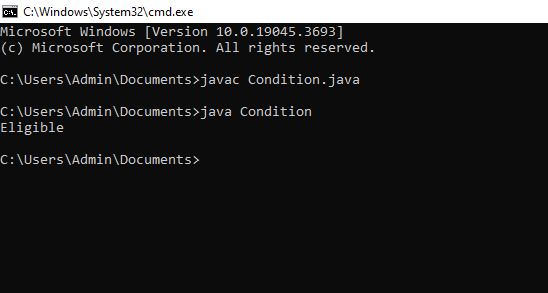 C:\Windows\System32\cmd.exe
Microsoft Windows [Version 10.0.19045.3693]
(c) Microsoft Corporation. All rights reserved.
C:\Users\Admin\Documents>javac Condition.java
C:\Users\Admin\Documents>java Condition
Eligible
C:\Users\Admin\Documents>